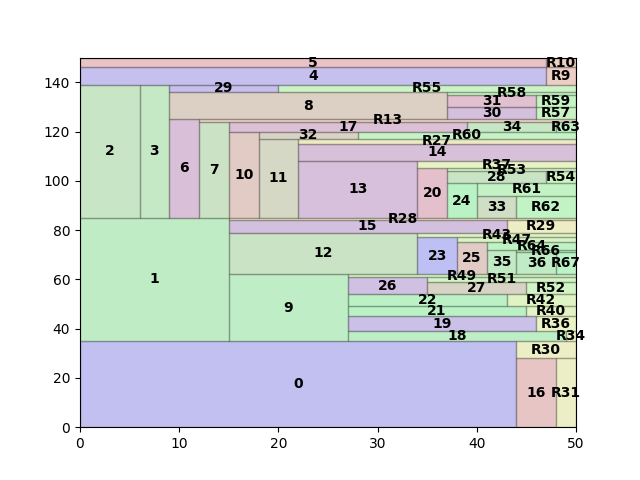 5 R10
4 R9
140 29 R55 R58
31 R59
8 30 R57
120 R13 17 34 R63
32 R60
R27
14
2 3 6 7 10 11 13 R37 R53
100 28 R54
20 24 R61
33 R62
80 R28
15 R29
R43 R47 R64
12 23 25 35 R66 36 R67
60 1 R49 R51
26 27 R52
9 22 R42
40 21 R40
19 R36
18 R34
R30
20 0 16 R31
0
0 10 20 30 40 50